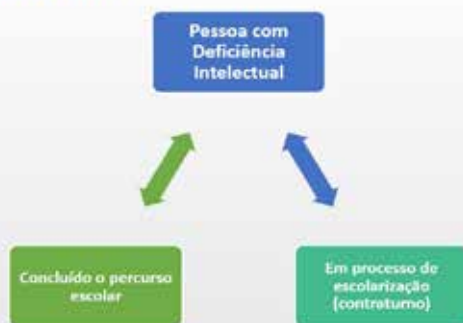 Pessoa com
Deficiência
Intelectual
Concluído o percurso
escolar
Em processo de
escolarização
(contraturno)